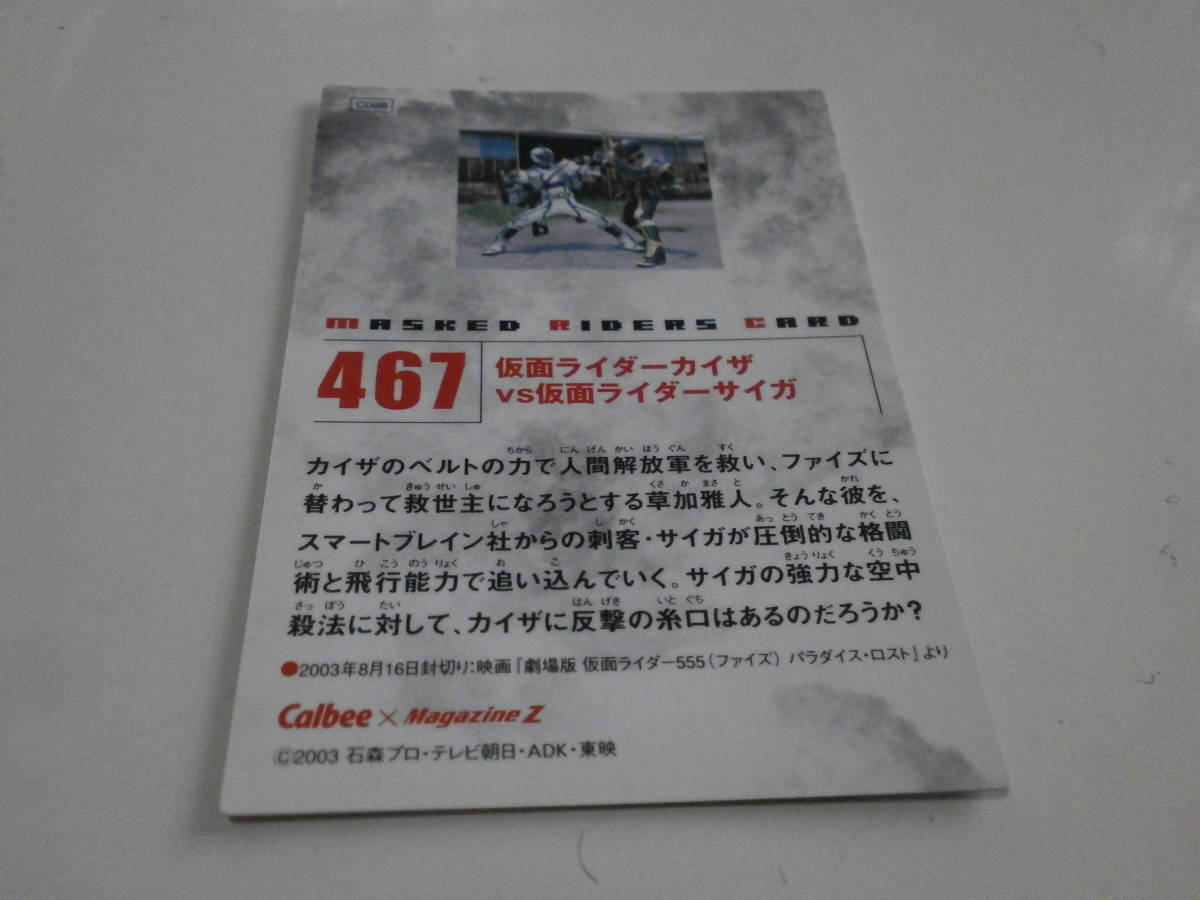 MASKED RIDERS CARD
467
仮面ライダーカイザ
vs仮面ライダーサイガ
カイザのベルトの力で人間解放軍を救い、ファイズに
替わって救世主になろうとする草加雅人。そんな彼を、
スマートブレイン社からの刺客・サイガが圧倒的な格闘
術と飛行能力で追い込んでいく。サイガの強力な空中
殺法に対して、カイザに反撃の糸口はあるのだろうか?
●2003年8月16日封切り:映画『劇場版 仮面ライダー555(ファイズ) パラダイス・ロスト』より
Calbee × Magazine Z
©2003 石森プロ・テレビ朝日・ADK・東映